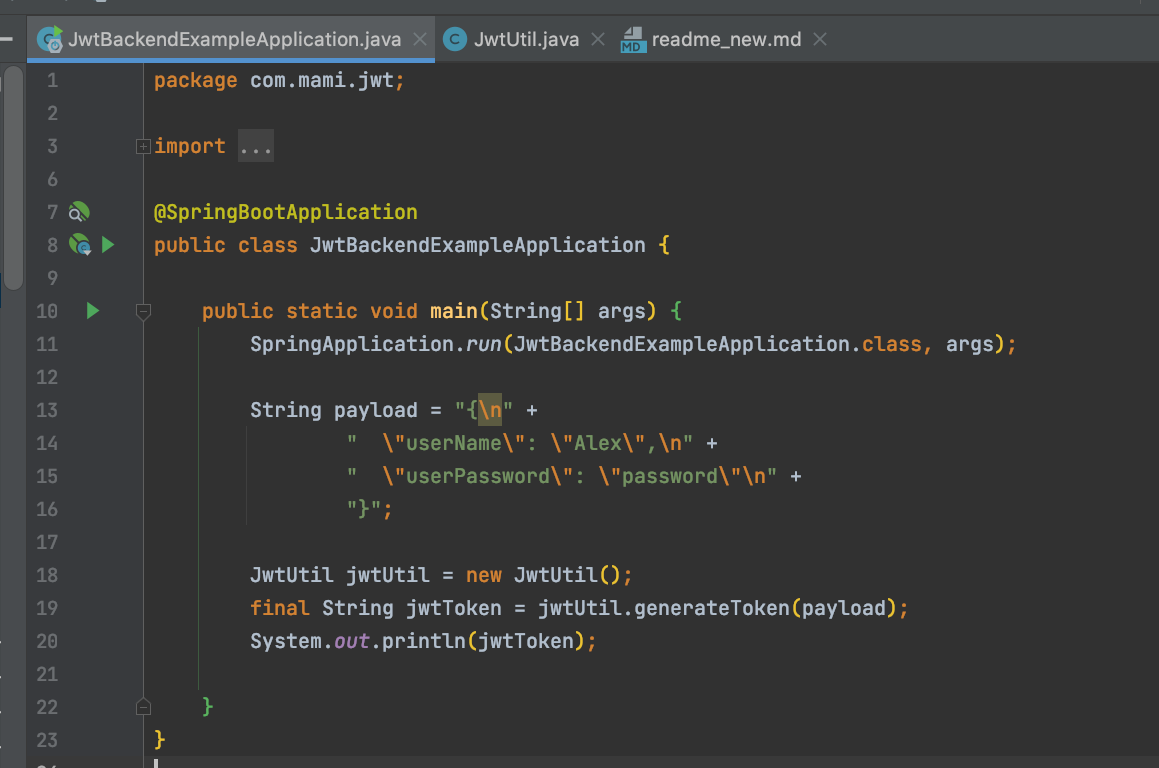 JwtBackendExampleApplication.java JwtUtil.java MD readme_new.md
1 package com.mami.jwt;
2
3 import ...
6
7 @SpringBootApplication
8 public class JwtBackendExampleApplication {
9
10 public static void main(String[] args) {
11 SpringApplication.run(JwtBackendExampleApplication.class, args);
12
13 String payload = "{\n" +
14 "  \"userName\": \"Alex\",\n" +
15 "  \"userPassword\": \"password\"\n" +
16 "}";
17
18 JwtUtil jwtUtil = new JwtUtil();
19 final String jwtToken = jwtUtil.generateToken(payload);
20 System.out.println(jwtToken);
21
22 }
23 }